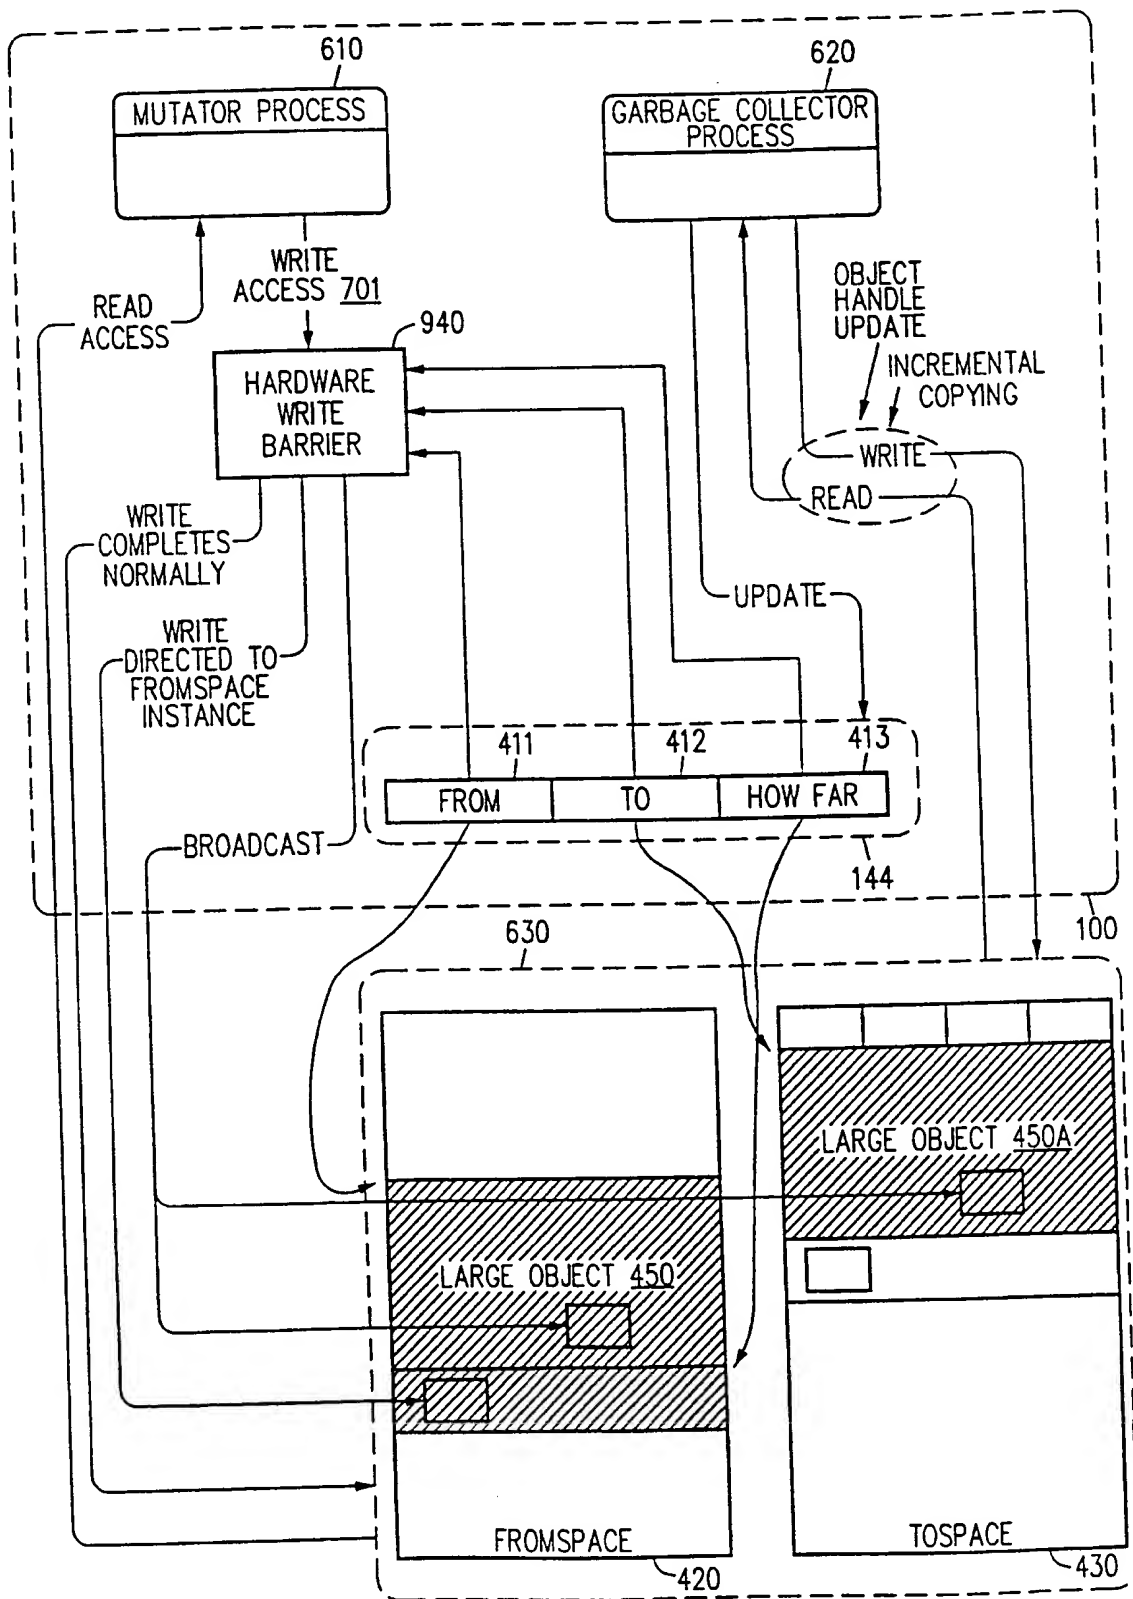 610
620
MUTATOR PROCESS
GARBAGE COLLECTOR
PROCESS
WRITE
ACCESS 701
READ
ACCESS
OBJECT
HANDLE
UPDATE
940
INCREMENTAL
COPYING
HARDWARE
WRITE
BARRIER
WRITE
READ
WRITE
COMPLETES
NORMALLY
UPDATE
WRITE
DIRECTED TO
FROMSPACE
INSTANCE
411
412
413
FROM
TO
HOW FAR
BROADCAST
144
100
630
LARGE OBJECT 450A
LARGE OBJECT 450
FROMSPACE
TOSPACE
420
430